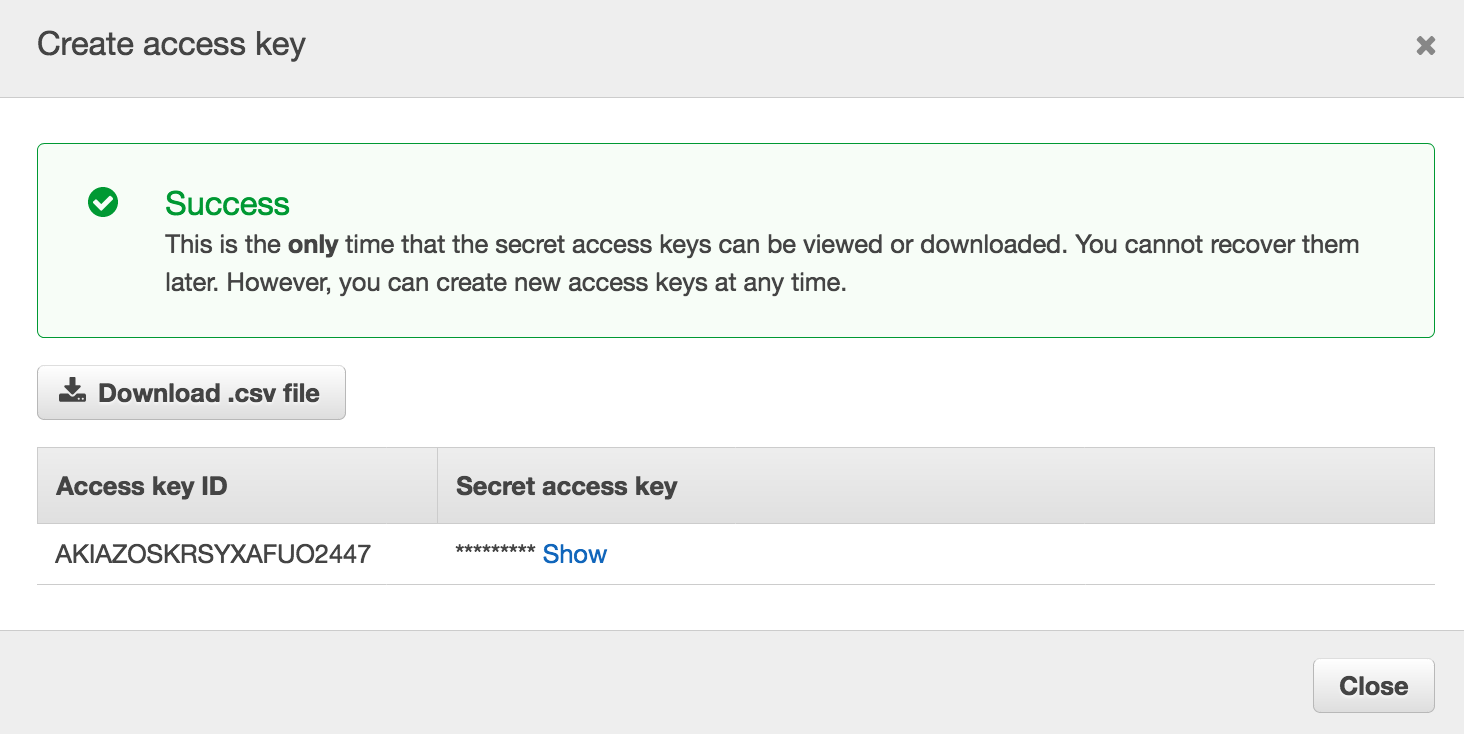 Create access key
Success
This is the only time that the secret access keys can be viewed or downloaded. You cannot recover them
later. However, you can create new access keys at any time.
Download .csv file
Access key ID Secret access key
AKIAZOSKRSYXAFUO2447 ********* Show
Close